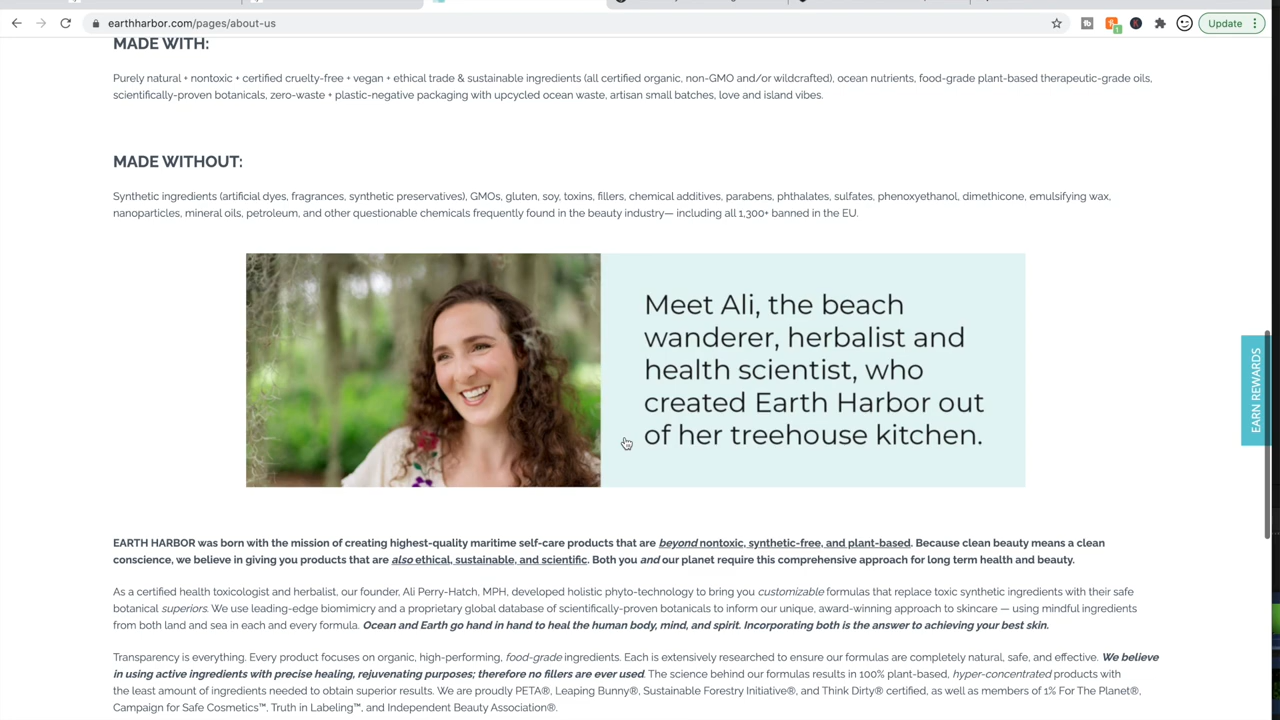 earthharbor.com/pages/about-us
Update
MADE WITH:
Purely natural + nontoxic + certified cruelty-free + vegan + ethical trade & sustainable ingredients (all certified organic, non-GMO and/or wildcrafted), ocean nutrients, food-grade plant-based therapeutic-grade oils,
scientifically-proven botanicals, zero-waste + plastic-negative packaging with upcycled ocean waste, artisan small batches, love and island vibes.
MADE WITHOUT:
Synthetic ingredients (artificial dyes, fragrances, synthetic preservatives), GMOs, gluten, soy, toxins, fillers, chemical additives, parabens, phthalates, sulfates, phenoxyethanol, dimethicone, emulsifying wax,
nanoparticles, mineral oils, petroleum, and other questionable chemicals frequently found in the beauty industry— including all 1,300+ banned in the EU.
Meet Ali, the beach
wanderer, herbalist and
health scientist, who
created Earth Harbor out
of her treehouse kitchen.
EARN REWARDS
EARTH HARBOR was born with the mission of creating highest-quality maritime self-care products that are beyond nontoxic, synthetic-free, and plant-based. Because clean beauty means a clean
conscience, we believe in giving you products that are also ethical, sustainable, and scientific. Both you and our planet require this comprehensive approach for long term health and beauty.
As a certified health toxicologist and herbalist, our founder, Ali Perry-Hatch, MPH, developed holistic phyto-technology to bring you customizable formulas that replace toxic synthetic ingredients with their safe
botanical superiors. We use leading-edge biomimicry and a proprietary global database of scientifically-proven botanicals to inform our unique, award-winning approach to skincare — using mindful ingredients
from both land and sea in each and every formula. Ocean and Earth go hand in hand to heal the human body, mind, and spirit. Incorporating both is the answer to achieving your best skin.
Transparency is everything. Every product focuses on organic, high-performing, food-grade ingredients. Each is extensively researched to ensure our formulas are completely natural, safe, and effective. We believe
in using active ingredients with precise healing, rejuvenating purposes; therefore no fillers are ever used. The science behind our formulas results in 100% plant-based, hyper-concentrated products with
the least amount of ingredients needed to obtain superior results. We are proudly PETA®, Leaping Bunny®, Sustainable Forestry Initiative®, and Think Dirty® certified, as well as members of 1% For The Planet®,
Campaign for Safe Cosmetics™, Truth in Labeling™, and Independent Beauty Association®.